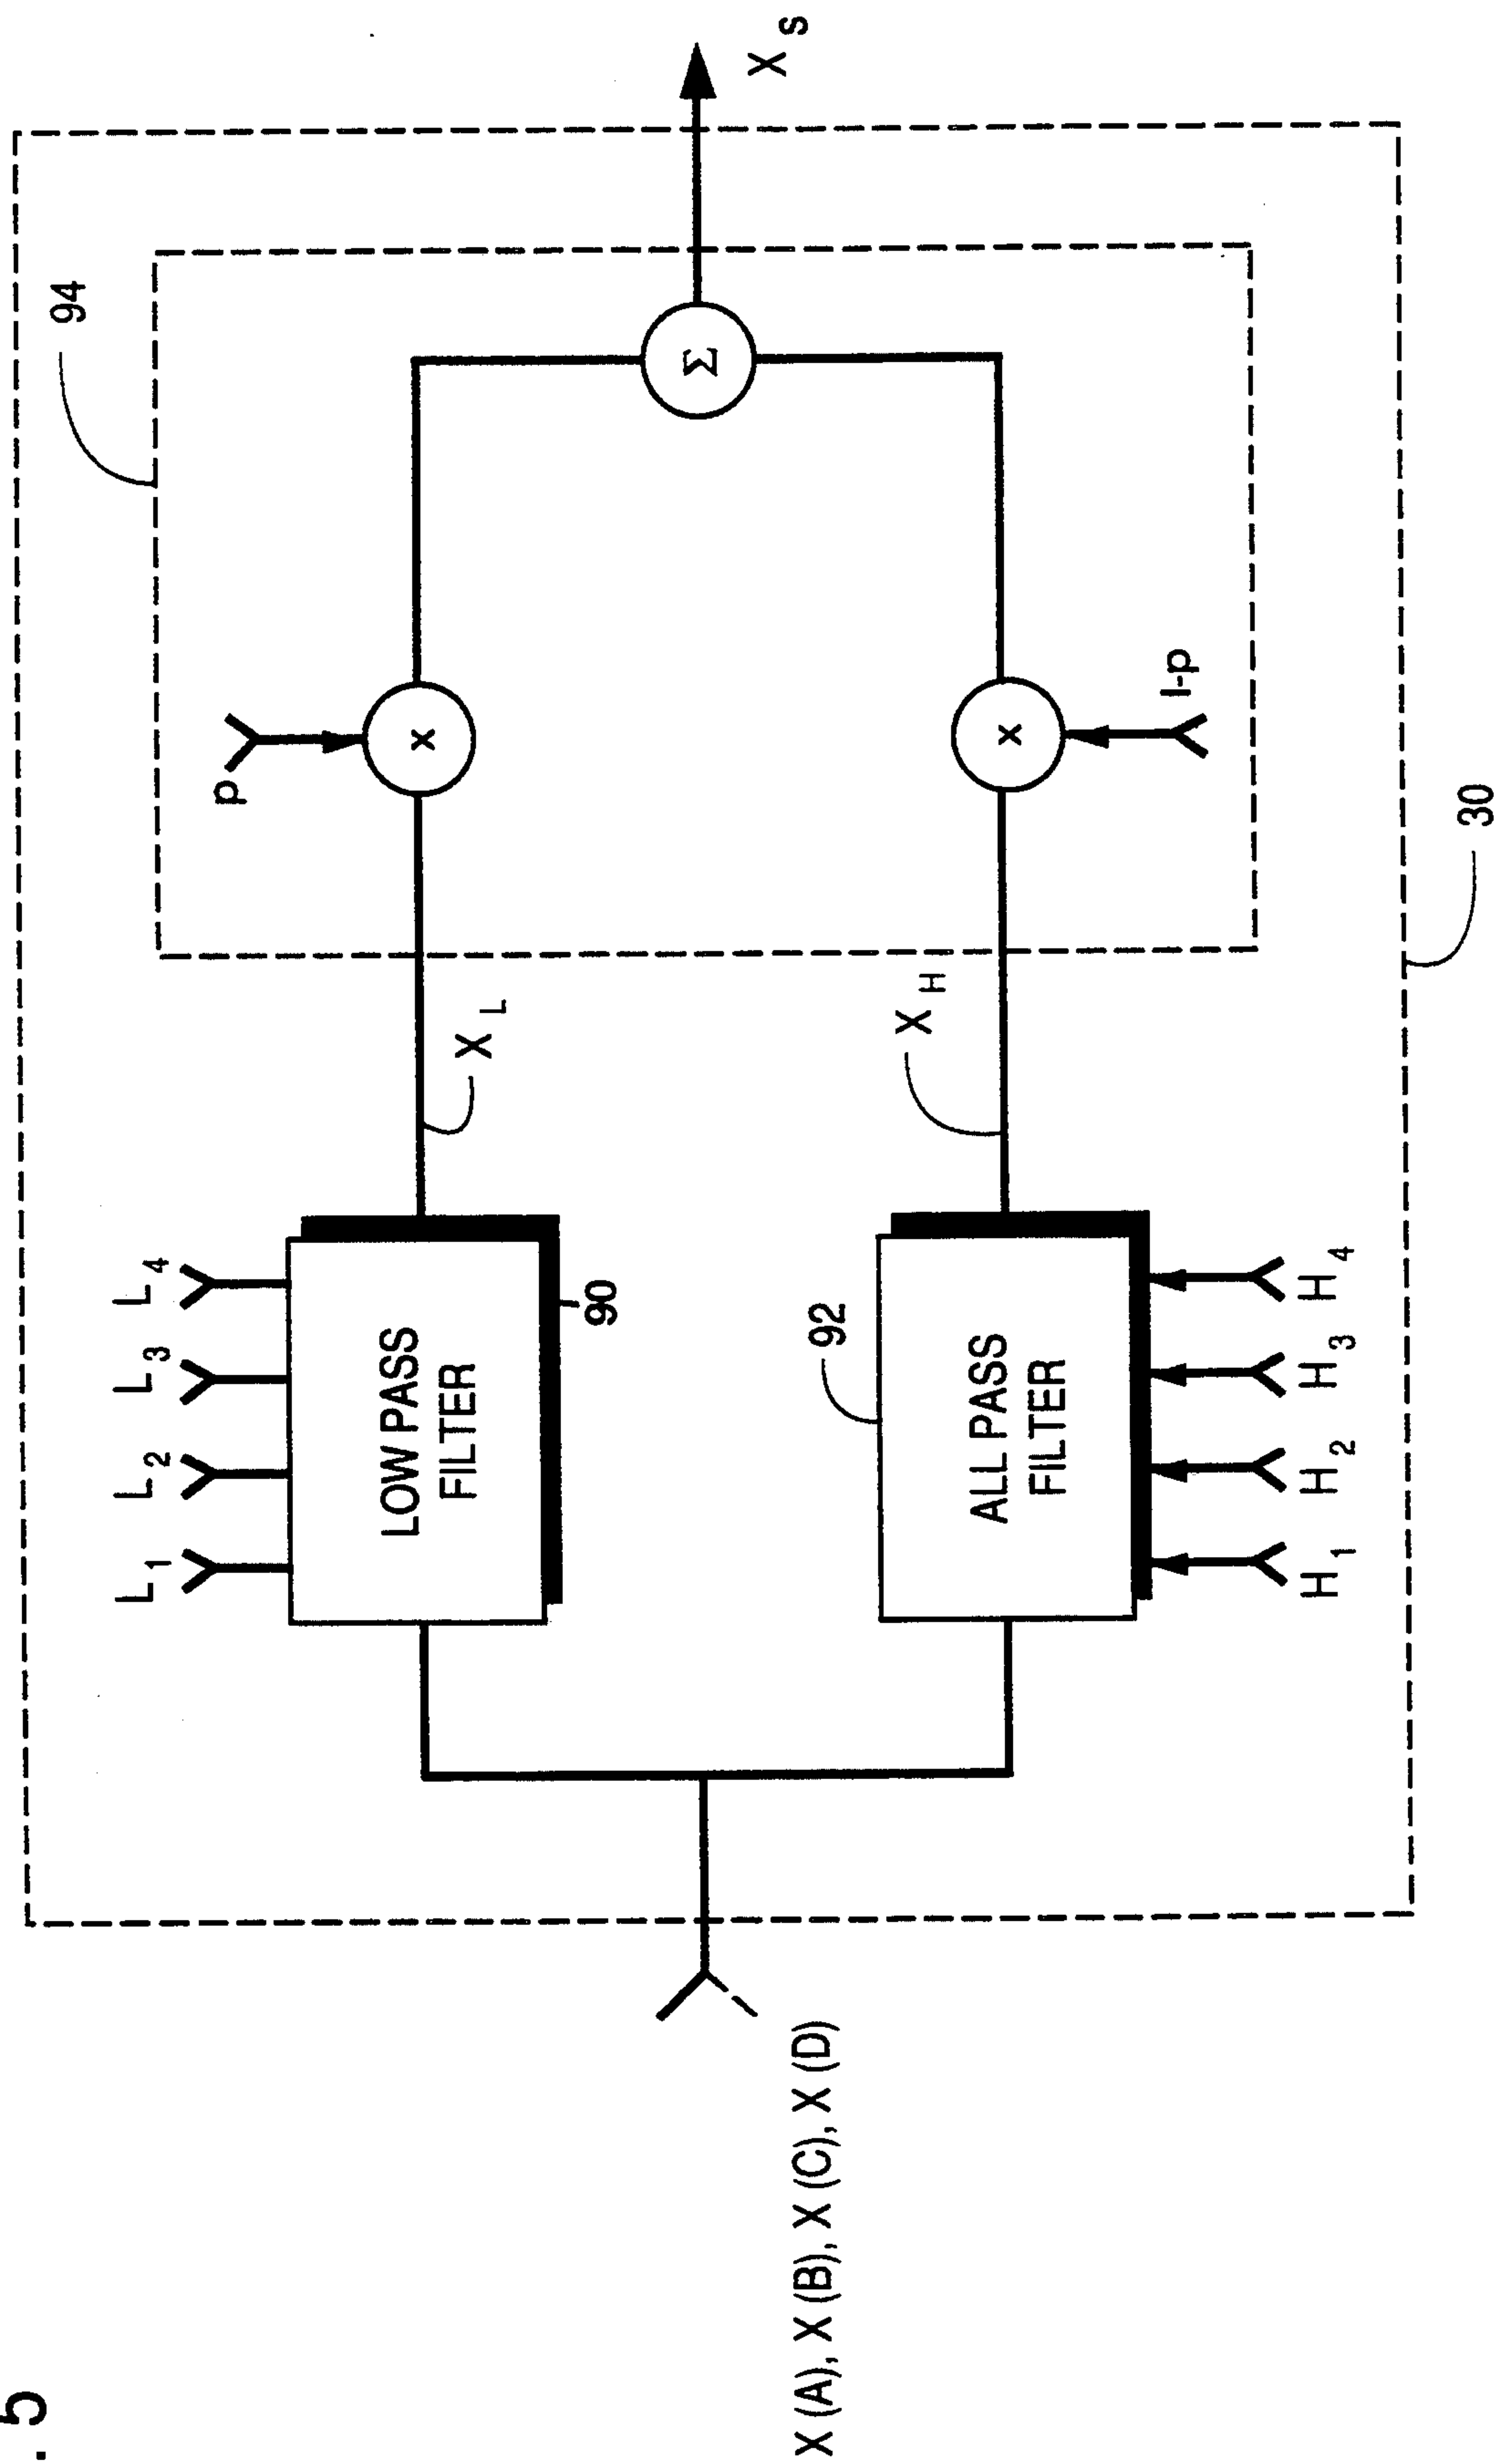 . 5
94
30
L 1
L 2
L 3
L 4
LOW PASS
FILTER
90
X L
p
x
Σ
X S
X (A), X (B), X (C), X (D)
92
ALL PASS
FILTER
X H
x
I-p
H 1
H 2
H 3
H 4